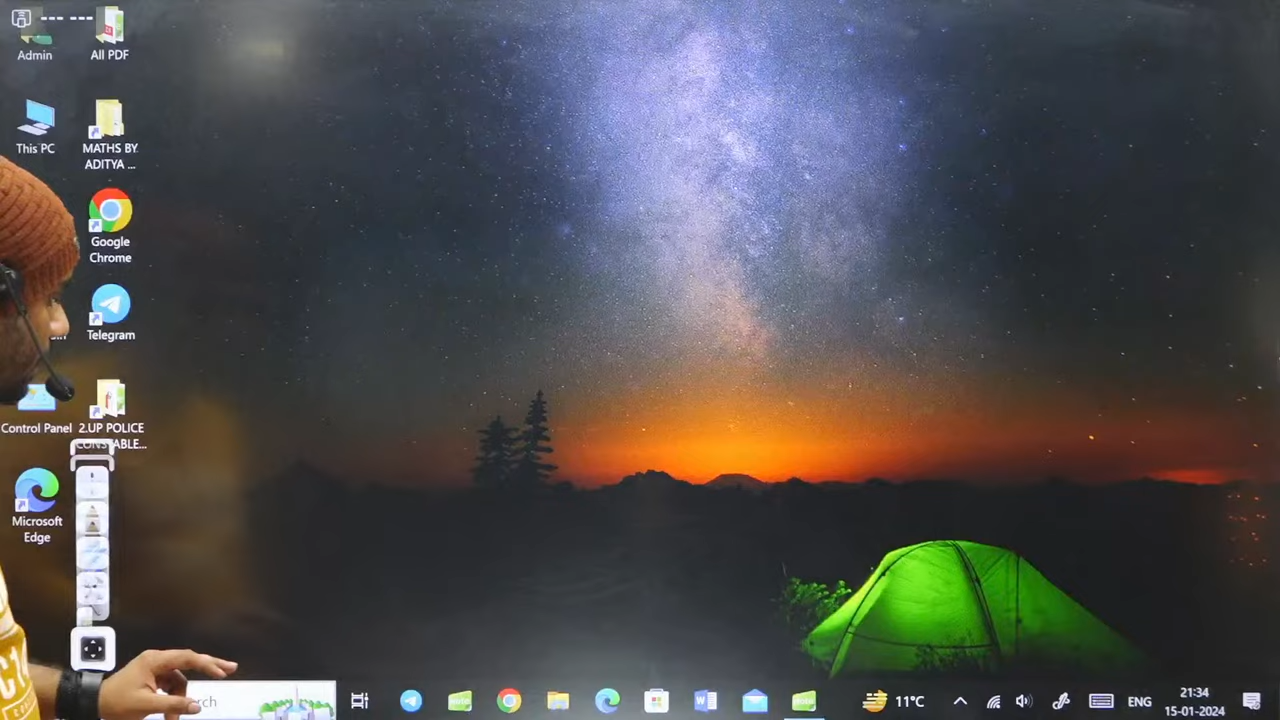 Admin
All PDF
This PC
MATHS BY
ADITYA ...
Google
Chrome
Telegram
Control Panel
2.UP POLICE
CONSTABLE...
Microsoft
Edge
11°C
ENG
21:34
15-01-2024